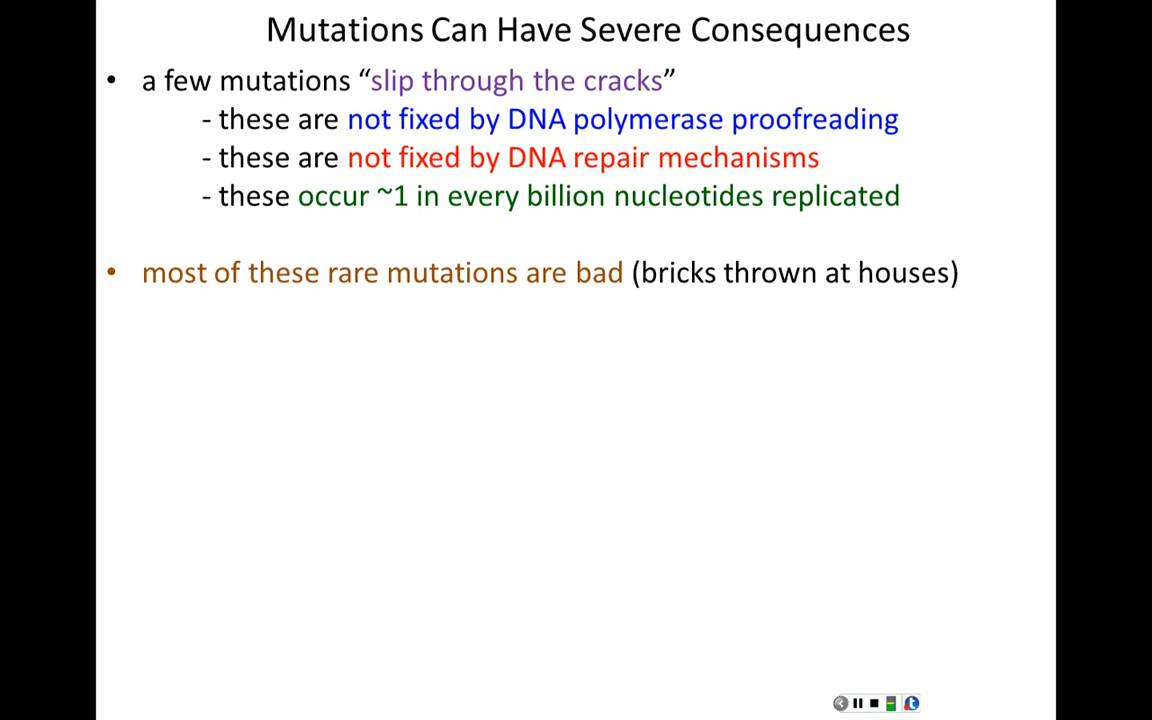 Mutations Can Have Severe Consequences
• a few mutations “slip through the cracks”
- these are not fixed by DNA polymerase proofreading
- these are not fixed by DNA repair mechanisms
- these occur ~1 in every billion nucleotides replicated
• most of these rare mutations are bad (bricks thrown at houses)